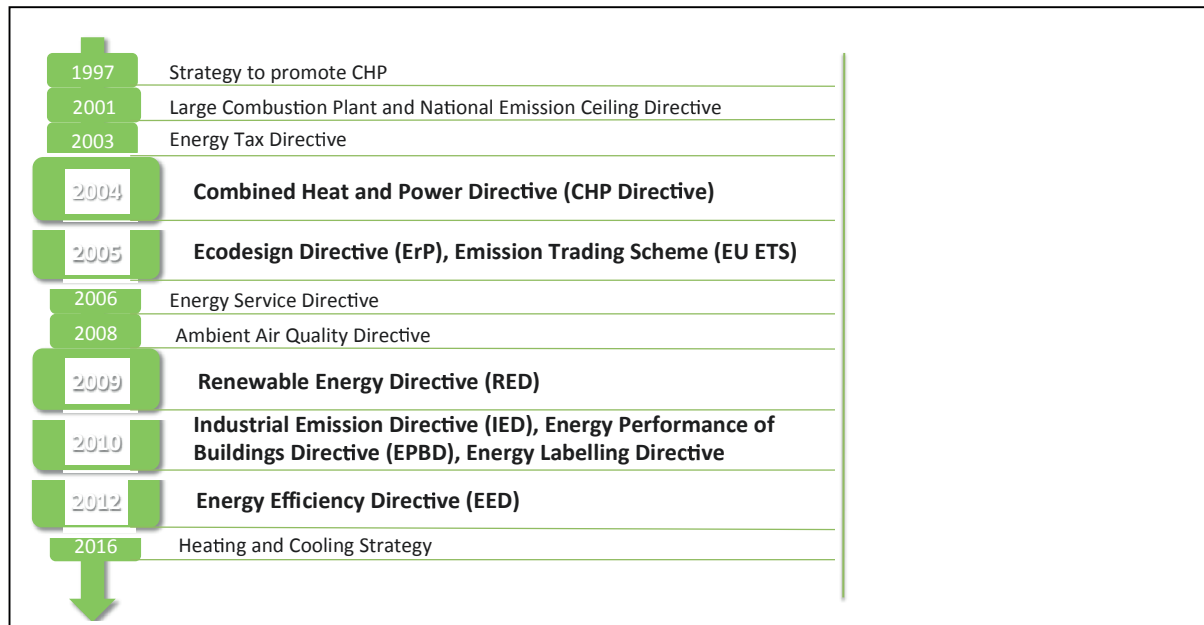 1997 Strategy to promote CHP
2001 Large Combustion Plant and National Emission Ceiling Directive
2003 Energy Tax Directive
2004 Combined Heat and Power Directive (CHP Directive)
2005 Ecodesign Directive (ErP), Emission Trading Scheme (EU ETS)
2006 Energy Service Directive
2008 Ambient Air Quality Directive
2009 Renewable Energy Directive (RED)
2010 Industrial Emission Directive (IED), Energy Performance of
Buildings Directive (EPBD), Energy Labelling Directive
2012 Energy Efficiency Directive (EED)
2016 Heating and Cooling Strategy